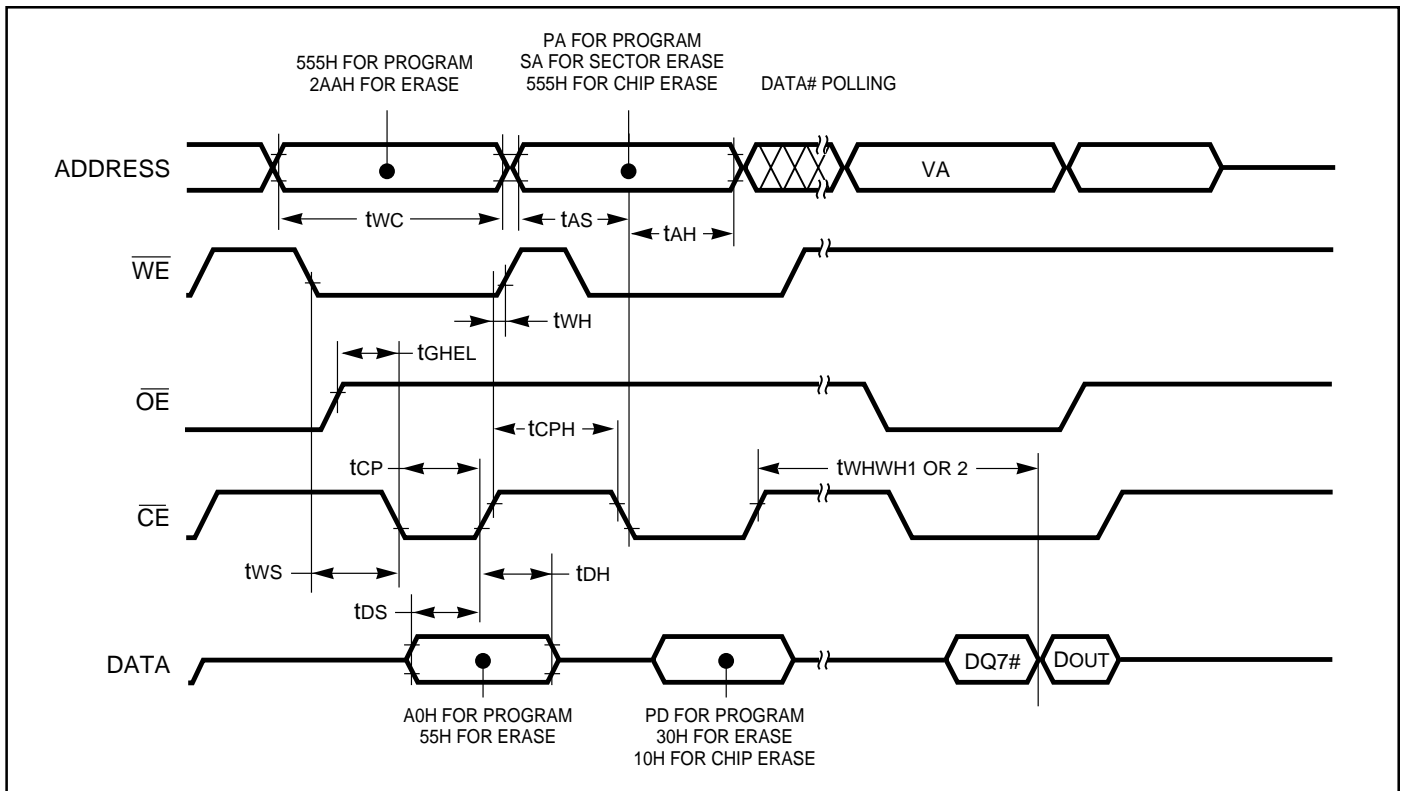 PA FOR PROGRAM
555H FOR PROGRAM
SA FOR SECTOR ERASE
2AAH FOR ERASE
555H FOR CHIP ERASE
DATA# POLLING
ADDRESS
VA
tWC
tAS
tAH
WE
tWH
tGHEL
OE
tCPH
tCP
tWHWH1 OR 2
CE
tWS
tDH
tDS
DATA
DQ7#
DOUT
A0H FOR PROGRAM
55H FOR ERASE
PD FOR PROGRAM
30H FOR ERASE
10H FOR CHIP ERASE